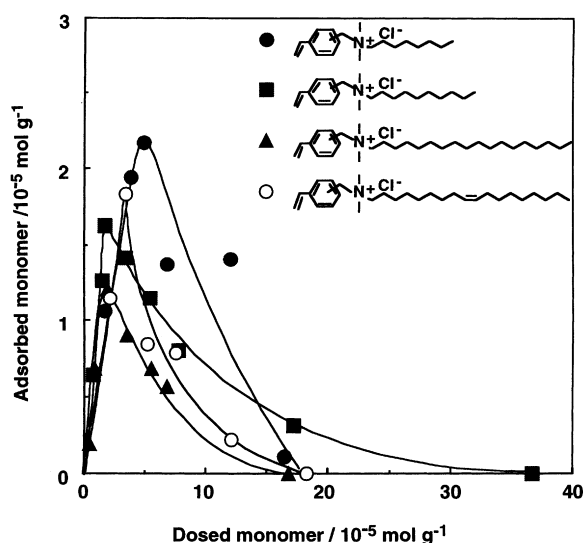 3
2
1
0
0
10
20
30
40
Adsorbed monomer /10⁻⁵ mol g⁻¹
Dosed monomer / 10⁻⁵ mol g⁻¹
N+ Cl⁻
N+ Cl⁻
N+ Cl⁻
N+ Cl⁻